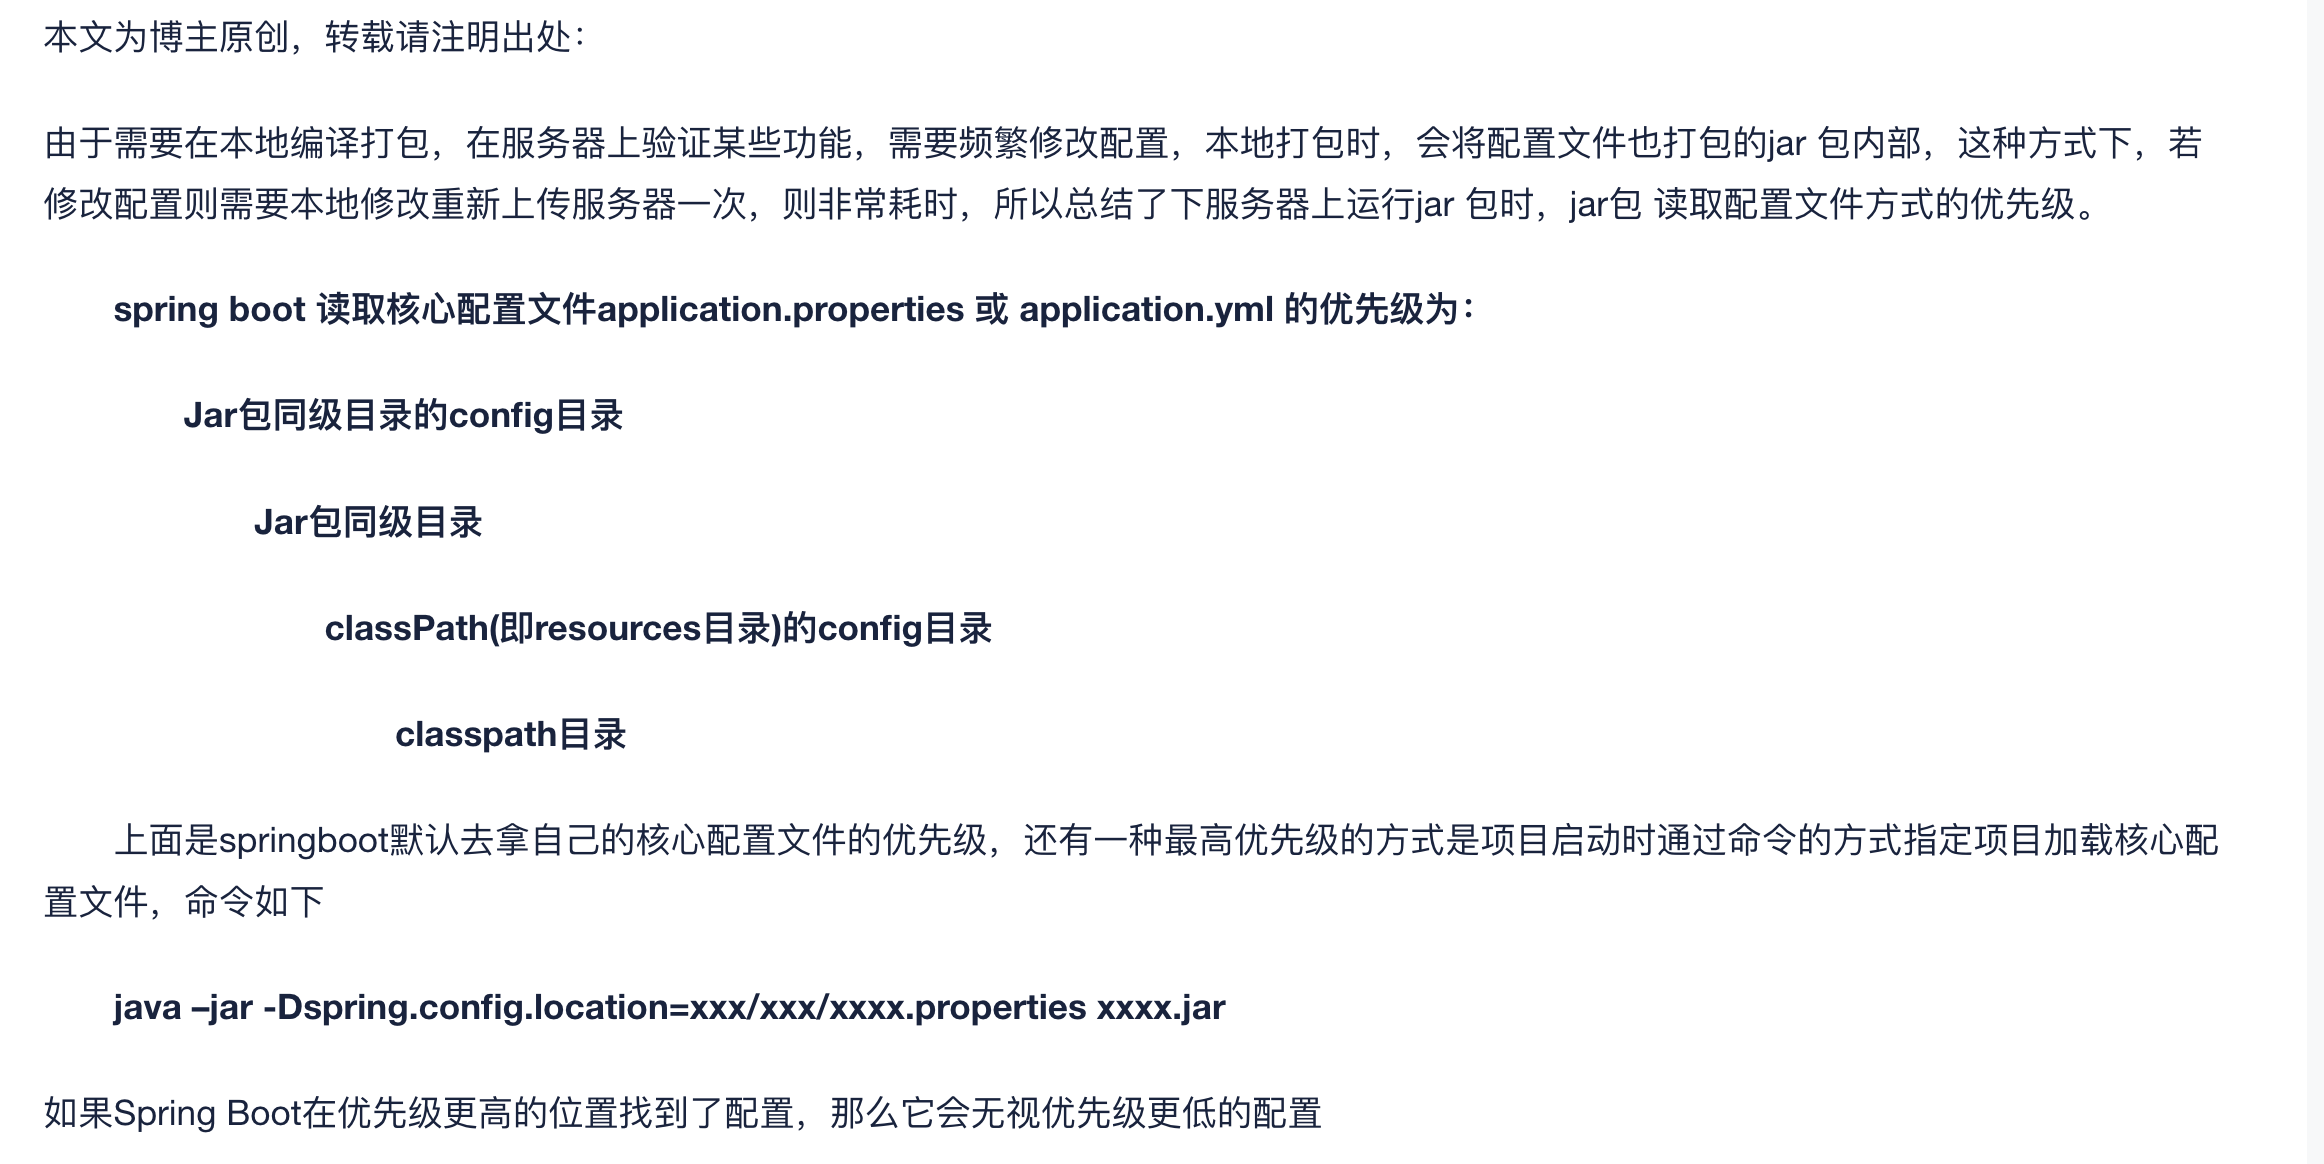 本文为博主原创，转载请注明出处：
由于需要在本地编译打包，在服务器上验证某些功能，需要频繁修改配置，本地打包时，会将配置文件也打包的jar 包内部，这种方式下，若
修改配置则需要本地修改重新上传服务器一次，则非常耗时，所以总结了下服务器上运行jar 包时，jar包 读取配置文件方式的优先级。
spring boot 读取核心配置文件application.properties 或 application.yml 的优先级为：
Jar包同级目录的config目录
Jar包同级目录
classPath(即resources目录)的config目录
classpath目录
上面是springboot默认去拿自己的核心配置文件的优先级，还有一种最高优先级的方式是项目启动时通过命令的方式指定项目加载核心配
置文件，命令如下
java –jar -Dspring.config.location=xxx/xxx/xxxx.properties xxxx.jar
如果Spring Boot在优先级更高的位置找到了配置，那么它会无视优先级更低的配置